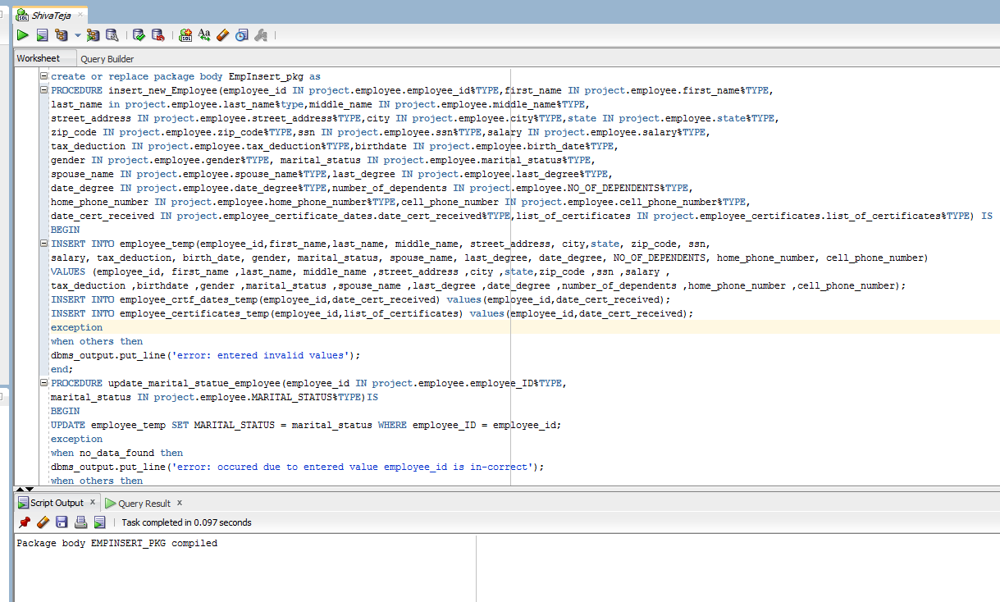 ShivaTeja
Worksheet Query Builder
create or replace package body EmpInsert_pkg as
PROCEDURE insert_new_Employee(employee_id IN project.employee.employee_id%TYPE,first_name IN project.employee.first_name%TYPE,
last_name in project.employee.last_name%type,middle_name IN project.employee.middle_name%TYPE,
street_address IN project.employee.street_address%TYPE,city IN project.employee.city%TYPE,state IN project.employee.state%TYPE,
zip_code IN project.employee.zip_code%TYPE,ssn IN project.employee.ssn%TYPE,salary IN project.employee.salary%TYPE,
tax_deduction IN project.employee.tax_deduction%TYPE,birthdate IN project.employee.birth_date%TYPE,
gender IN project.employee.gender%TYPE, marital_status IN project.employee.marital_status%TYPE,
spouse_name IN project.employee.spouse_name%TYPE,last_degree IN project.employee.last_degree%TYPE,
date_degree IN project.employee.date_degree%TYPE,number_of_dependents IN project.employee.NO_OF_DEPENDENTS%TYPE,
home_phone_number IN project.employee.home_phone_number%TYPE,cell_phone_number IN project.employee.cell_phone_number%TYPE,
date_cert_received IN project.employee_certificate_dates.date_cert_received%TYPE,list_of_certificates IN project.employee_certificates.list_of_certificates%TYPE) IS
BEGIN
INSERT INTO employee_temp(employee_id,first_name,last_name, middle_name, street_address, city,state, zip_code, ssn,
salary, tax_deduction, birth_date, gender, marital_status, spouse_name, last_degree, date_degree, NO_OF_DEPENDENTS, home_phone_number, cell_phone_number)
VALUES (employee_id, first_name ,last_name, middle_name ,street_address ,city ,state,zip_code ,ssn ,salary ,
tax_deduction ,birthdate ,gender ,marital_status ,spouse_name ,last_degree ,date_degree ,number_of_dependents ,home_phone_number ,cell_phone_number);
INSERT INTO employee_crtf_dates_temp(employee_id,date_cert_received) values(employee_id,date_cert_received);
INSERT INTO employee_certificates_temp(employee_id,list_of_certificates) values(employee_id,date_cert_received);
exception
when others then
dbms_output.put_line('error: entered invalid values');
end;
PROCEDURE update_marital_statue_employee(employee_id IN project.employee.employee_ID%TYPE,
marital_status IN project.employee.MARITAL_STATUS%TYPE)IS
BEGIN
UPDATE employee_temp SET MARITAL_STATUS = marital_status WHERE employee_ID = employee_id;
exception
when no_data_found then
dbms_output.put_line('error: occured due to entered value employee_id is in-correct');
when others then
Script Output x Query Result x
Task completed in 0.097 seconds
Package body EMPINSERT_PKG compiled